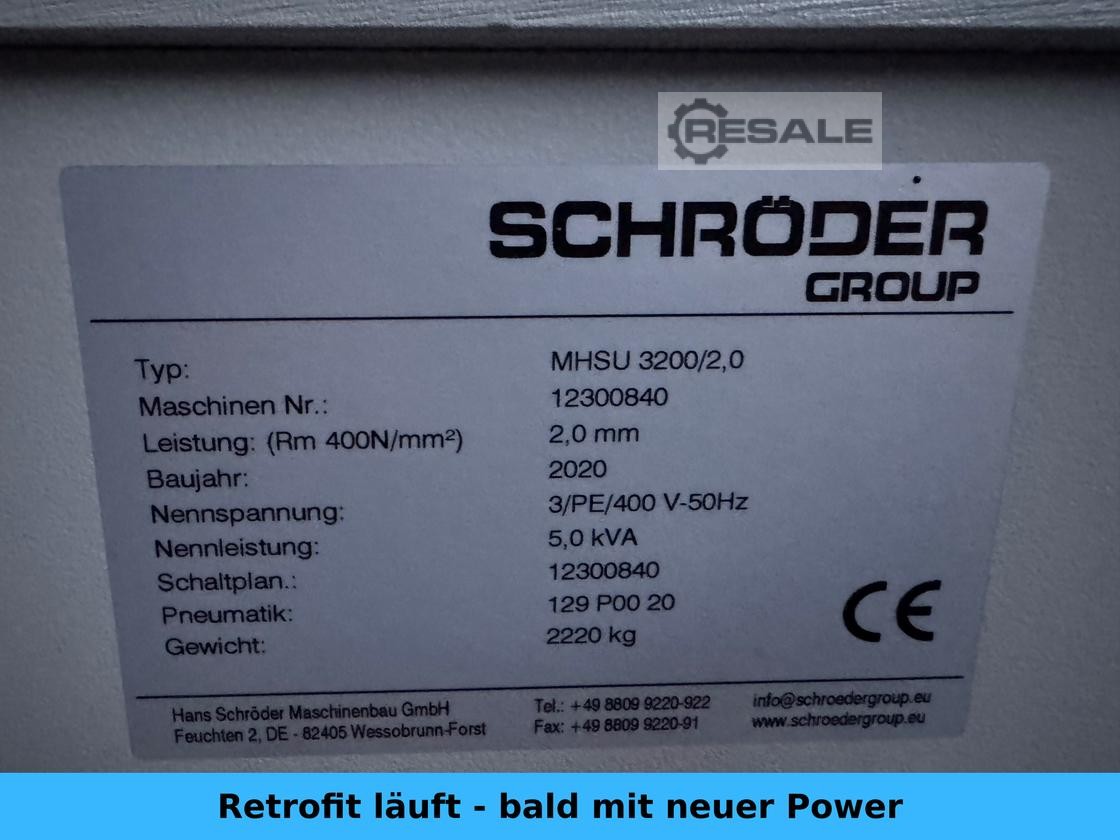 RESALE
SCHRÖDER
GROUP
Typ: MHSU 3200/2,0
Maschinen Nr.: 12300840
Leistung: (Rm 400N/mm²) 2,0 mm
Baujahr: 2020
Nennspannung: 3/PE/400 V-50Hz
Nennleistung: 5,0 kVA
Schaltplan.: 12300840
Pneumatik: 129 P00 20
Gewicht: 2220 kg
CE
Hans Schröder Maschinenbau GmbH Tel.: +49 8809 9220-922 info@schroedergroup.eu
Feuchten 2, DE - 82405 Wessobrunn-Forst Fax: +49 8809 9220-91 www.schroedergroup.eu
Retrofit läuft - bald mit neuer Power